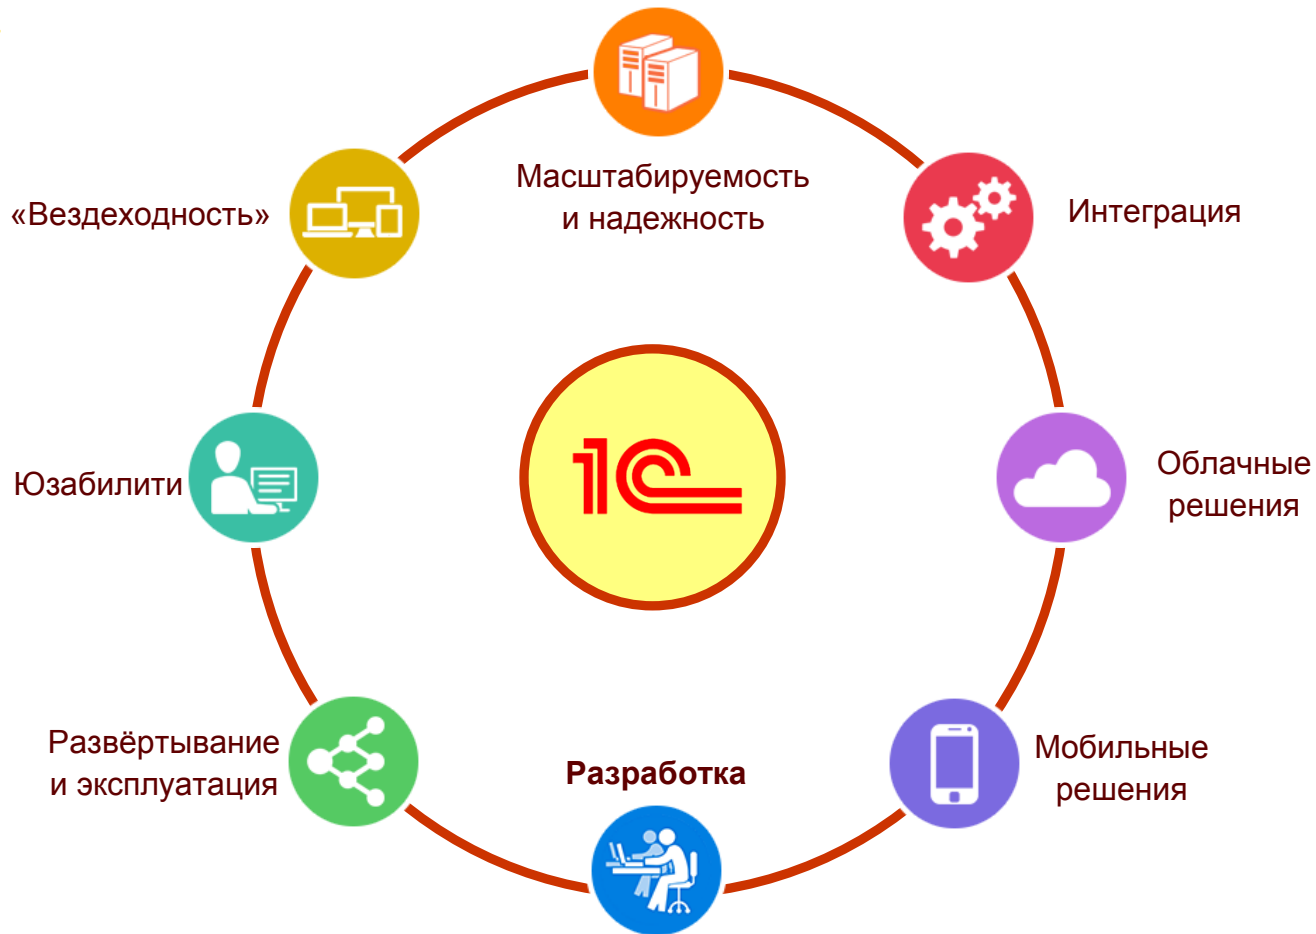 Масштабируемость
и надежность
«Вездеходность»
Интеграция
1С
Юзабилити
Облачные
решения
Развёртывание
и эксплуатация
Разработка
Мобильные
решения